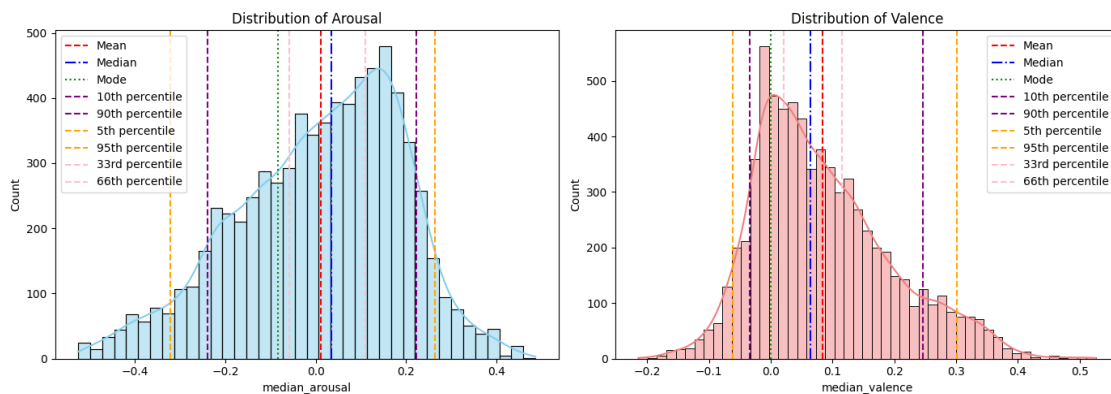 Distribution of Arousal
500
400
300
200
100
0
Count
−0.4
−0.2
0.0
0.2
0.4
median_arousal
Mean
Median
Mode
10th percentile
90th percentile
5th percentile
95th percentile
33rd percentile
66th percentile
Distribution of Valence
500
400
300
200
100
0
Count
−0.2
−0.1
0.0
0.1
0.2
0.3
0.4
0.5
median_valence
Mean
Median
Mode
10th percentile
90th percentile
5th percentile
95th percentile
33rd percentile
66th percentile